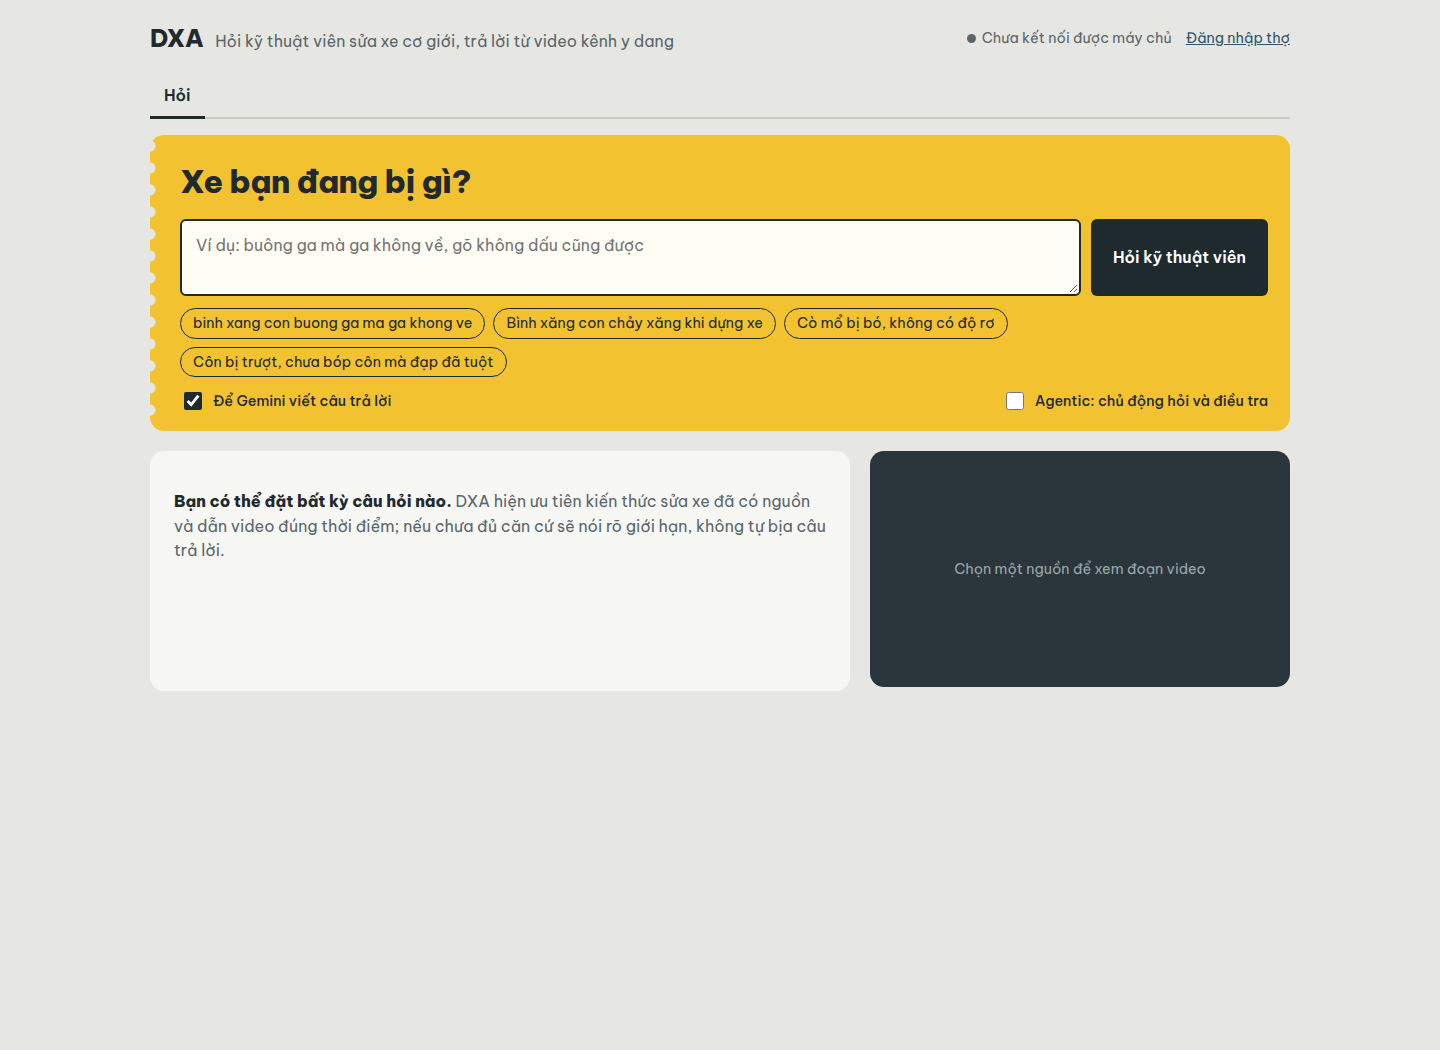 DXA Hỏi kỹ thuật viên sửa xe cơ giới, trả lời từ video kênh y dang
Chưa kết nối được máy chủ Đăng nhập thợ
Hỏi
Xe bạn đang bị gì?
Ví dụ: buông ga mà ga không về, gõ không dấu cũng được
Hỏi kỹ thuật viên
binh xang con buong ga ma ga khong ve
Bình xăng con chảy xăng khi dựng xe
Cò mổ bị bó, không có độ rơ
Côn bị trượt, chưa bóp côn mà đạp đã tuột
Để Gemini viết câu trả lời
Agentic: chủ động hỏi và điều tra
Bạn có thể đặt bất kỳ câu hỏi nào. DXA hiện ưu tiên kiến thức sửa xe đã có nguồn
và dẫn video đúng thời điểm; nếu chưa đủ căn cứ sẽ nói rõ giới hạn, không tự bịa câu
trả lời.
Chọn một nguồn để xem đoạn video